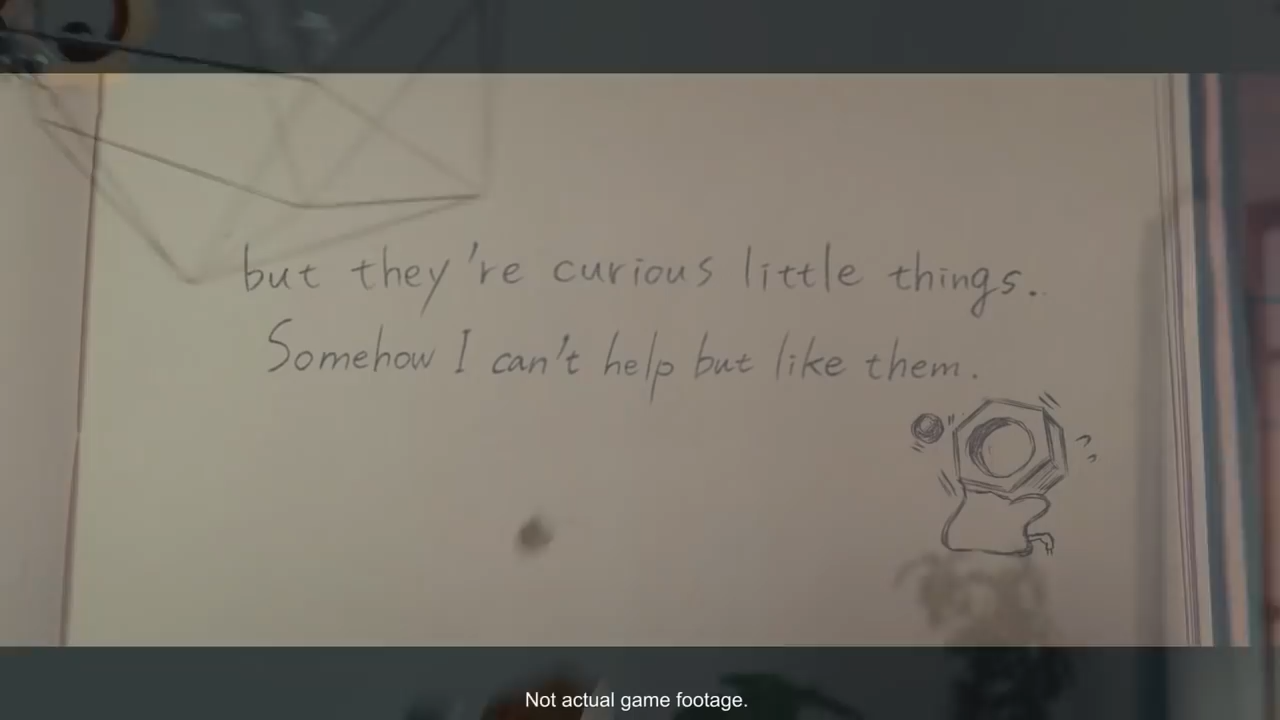 but they're curious little things.
Somehow I can't help but like them.
Not actual game footage.